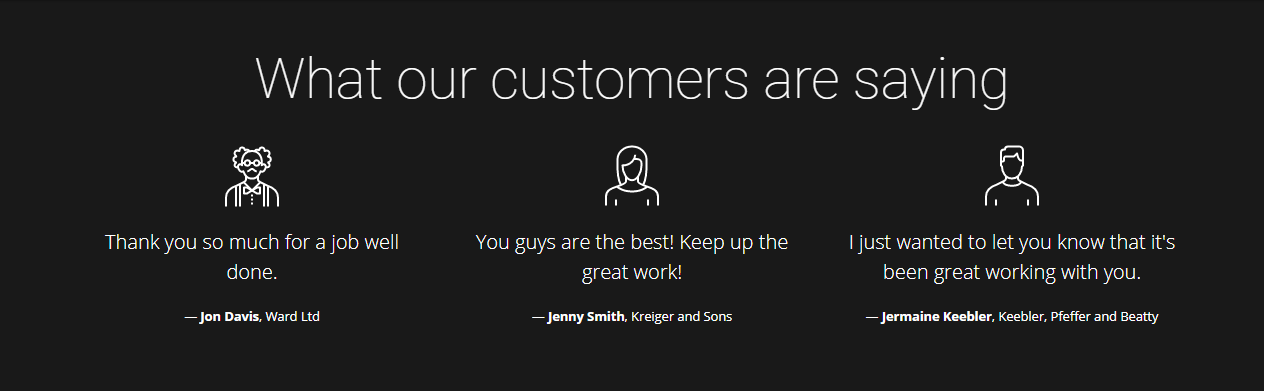 What our customers are saying
Thank you so much for a job well
done.
— Jon Davis, Ward Ltd
You guys are the best! Keep up the
great work!
— Jenny Smith, Kreiger and Sons
I just wanted to let you know that it's
been great working with you.
— Jermaine Keebler, Keebler, Pfeffer and Beatty